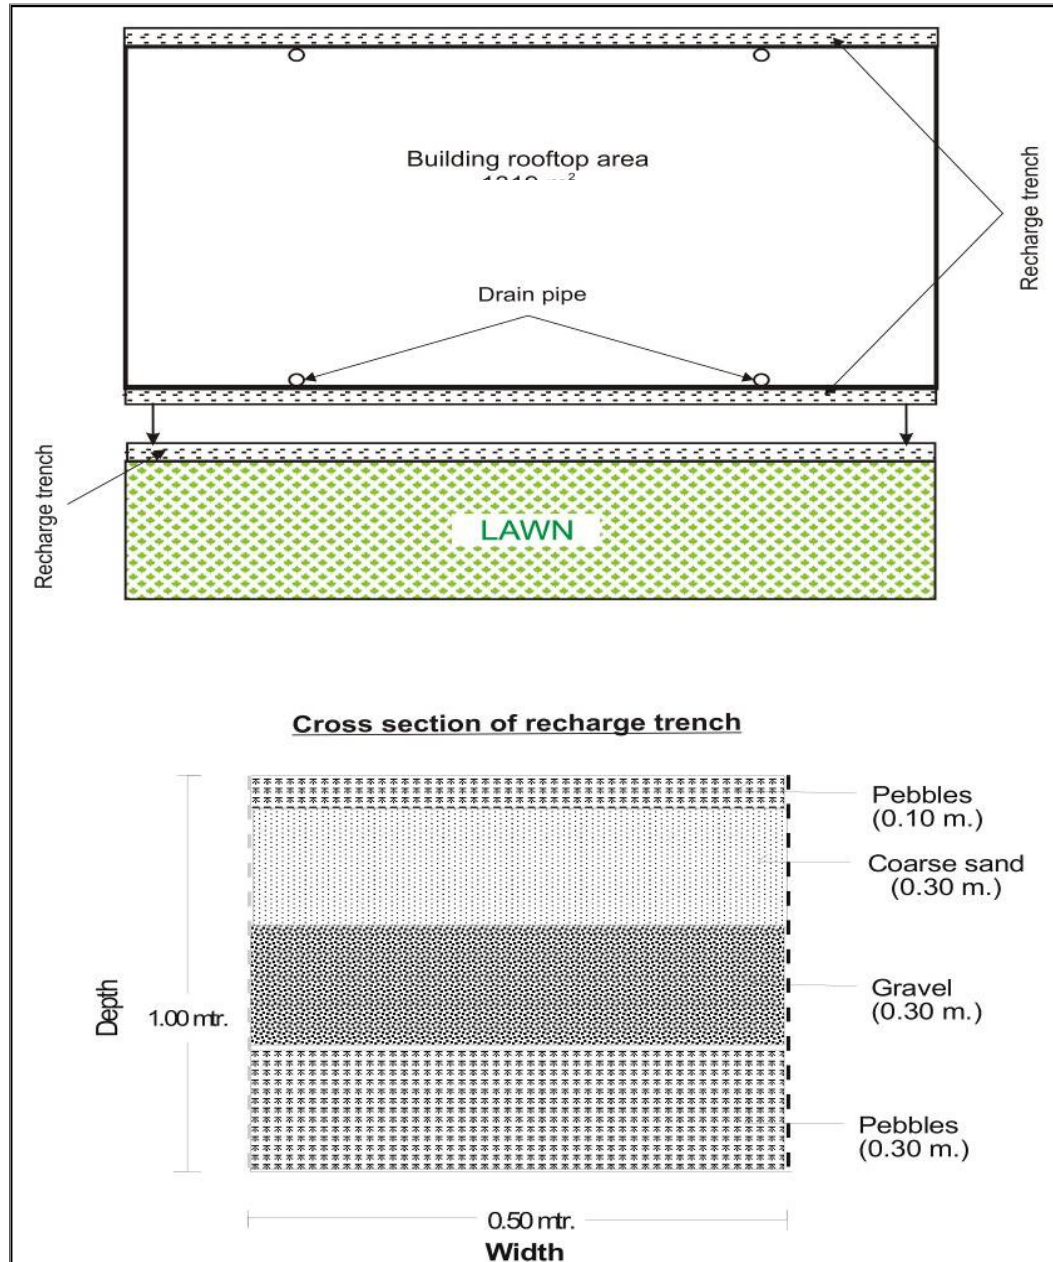 Building rooftop area
Recharge trench
Drain pipe
Recharge trench
LAWN
Cross section of recharge trench
Pebbles
(0.10 m.)
Coarse sand
(0.30 m.)
Gravel
(0.30 m.)
Depth
1.00 mtr.
Pebbles
(0.30 m.)
0.50 mtr.
Width